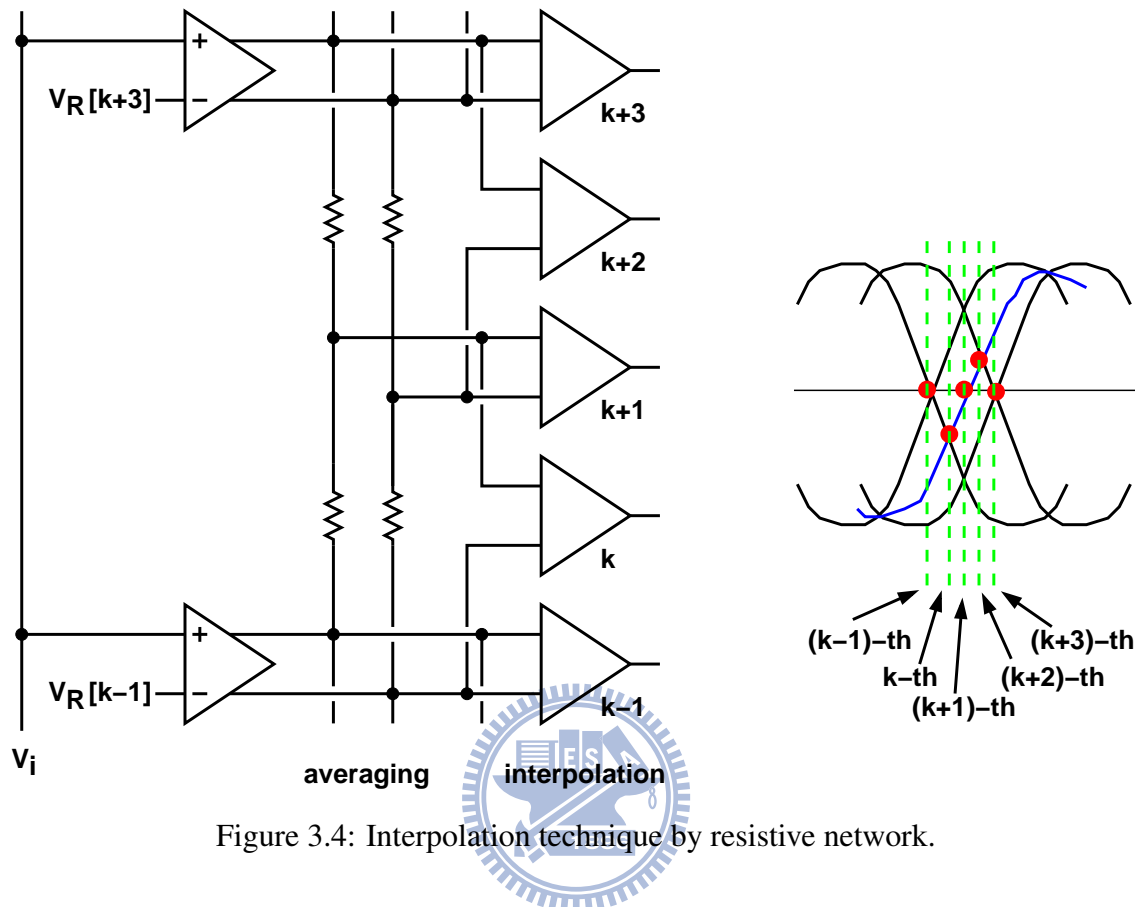 +
V_R[k+3]
−
k+3
k+2
k+1
k
+
V_R[k−1]
−
k−1
V_i
averaging
interpolation
(k−1)−th
(k+3)−th
k−th
(k+2)−th
(k+1)−th
E S
Figure 3.4: Interpolation technique by resistive network.